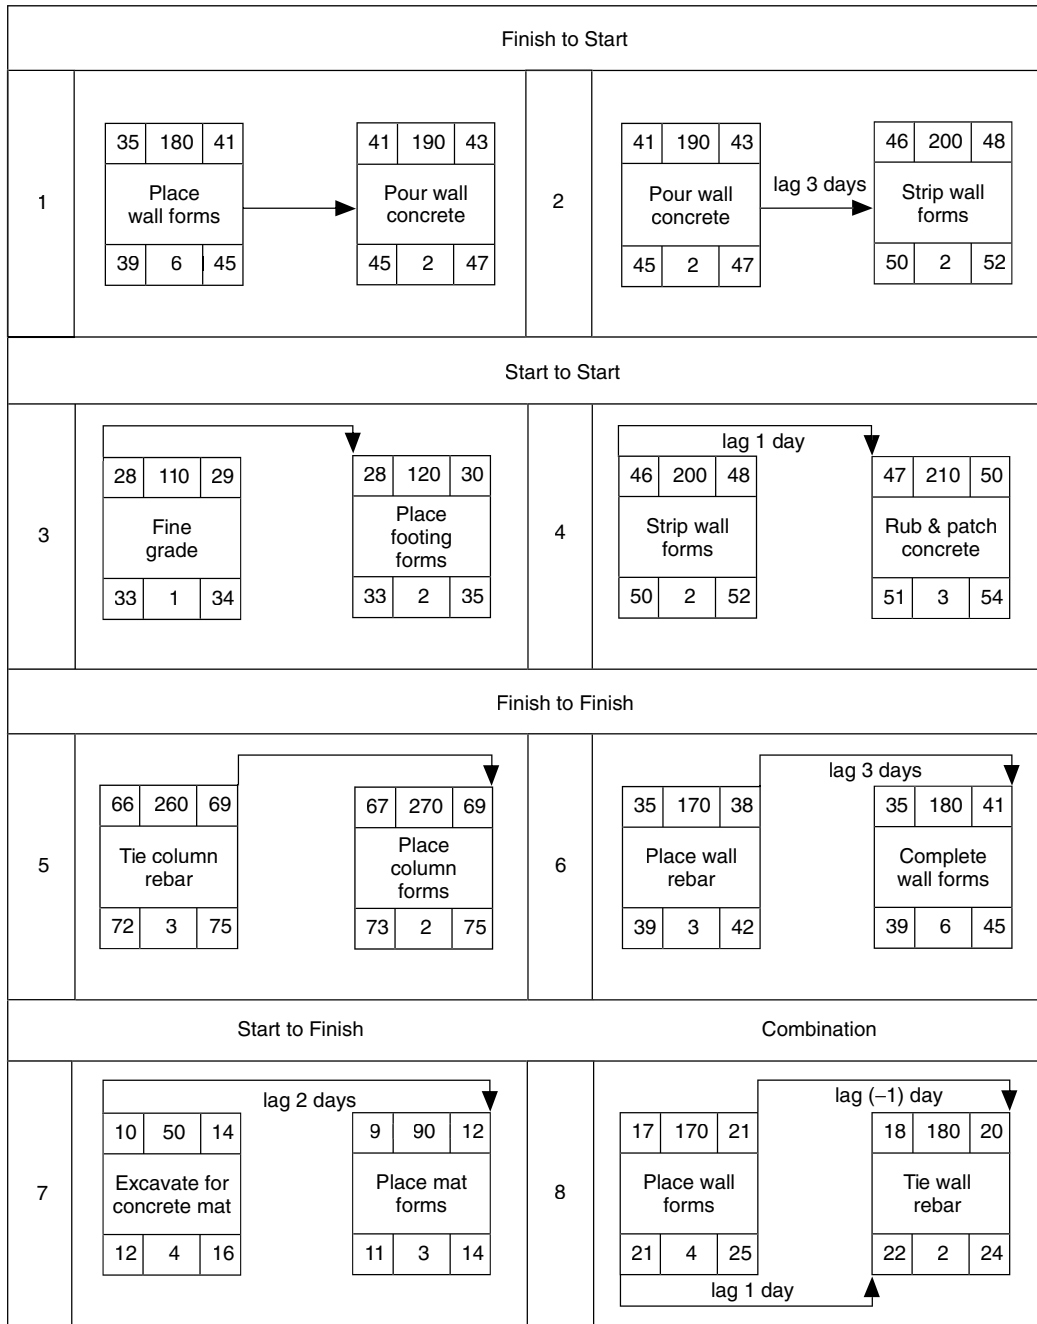 Finish to Start
1
35 180 41
Place
wall forms
39 6 45
41 190 43
Pour wall
concrete
45 2 47
2
41 190 43
Pour wall
concrete
45 2 47
lag 3 days
46 200 48
Strip wall
forms
50 2 52
Start to Start
3
28 110 29
Fine
grade
33 1 34
28 120 30
Place
footing
forms
33 2 35
4
lag 1 day
46 200 48
Strip wall
forms
50 2 52
47 210 50
Rub & patch
concrete
51 3 54
Finish to Finish
5
66 260 69
Tie column
rebar
72 3 75
67 270 69
Place
column
forms
73 2 75
6
lag 3 days
35 170 38
Place wall
rebar
39 3 42
35 180 41
Complete
wall forms
39 6 45
Start to Finish
Combination
7
lag 2 days
10 50 14
Excavate for
concrete mat
12 4 16
9 90 12
Place mat
forms
11 3 14
8
lag (−1) day
17 170 21
Place wall
forms
21 4 25
18 180 20
Tie wall
rebar
22 2 24
lag 1 day